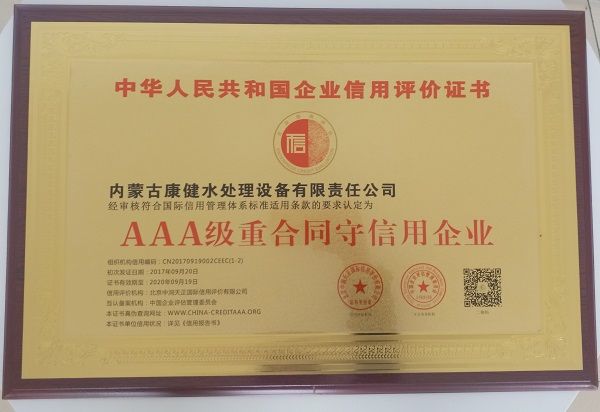 中华人民共和国企业信用评价证书
信
内蒙古康健水处理设备有限责任公司
经审核符合国际信用管理体系标准适用条款的要求认定为
AAA级重合同守信用企业
组织机构信用编码：CN20170919002CEEC(1-2)
初次发证日期：2017年09月20日
证书有效期至：2020年09月19日
信用评价机构：北京中润天正国际信用评价有限公司
百认备案机构：中国企业评估管理委员会
本证书真伪查询网址：WWW.CHINA-CREDITAAA.ORG
本证书单位信用状况：详见《信用报告书》
二维码